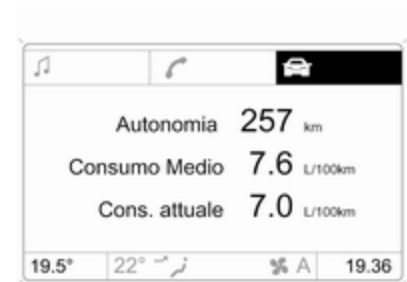 Autonomia 257 km
Consumo Medio 7.6 L/100km
Cons. attuale 7.0 L/100km
19.5° 22° A 19.36